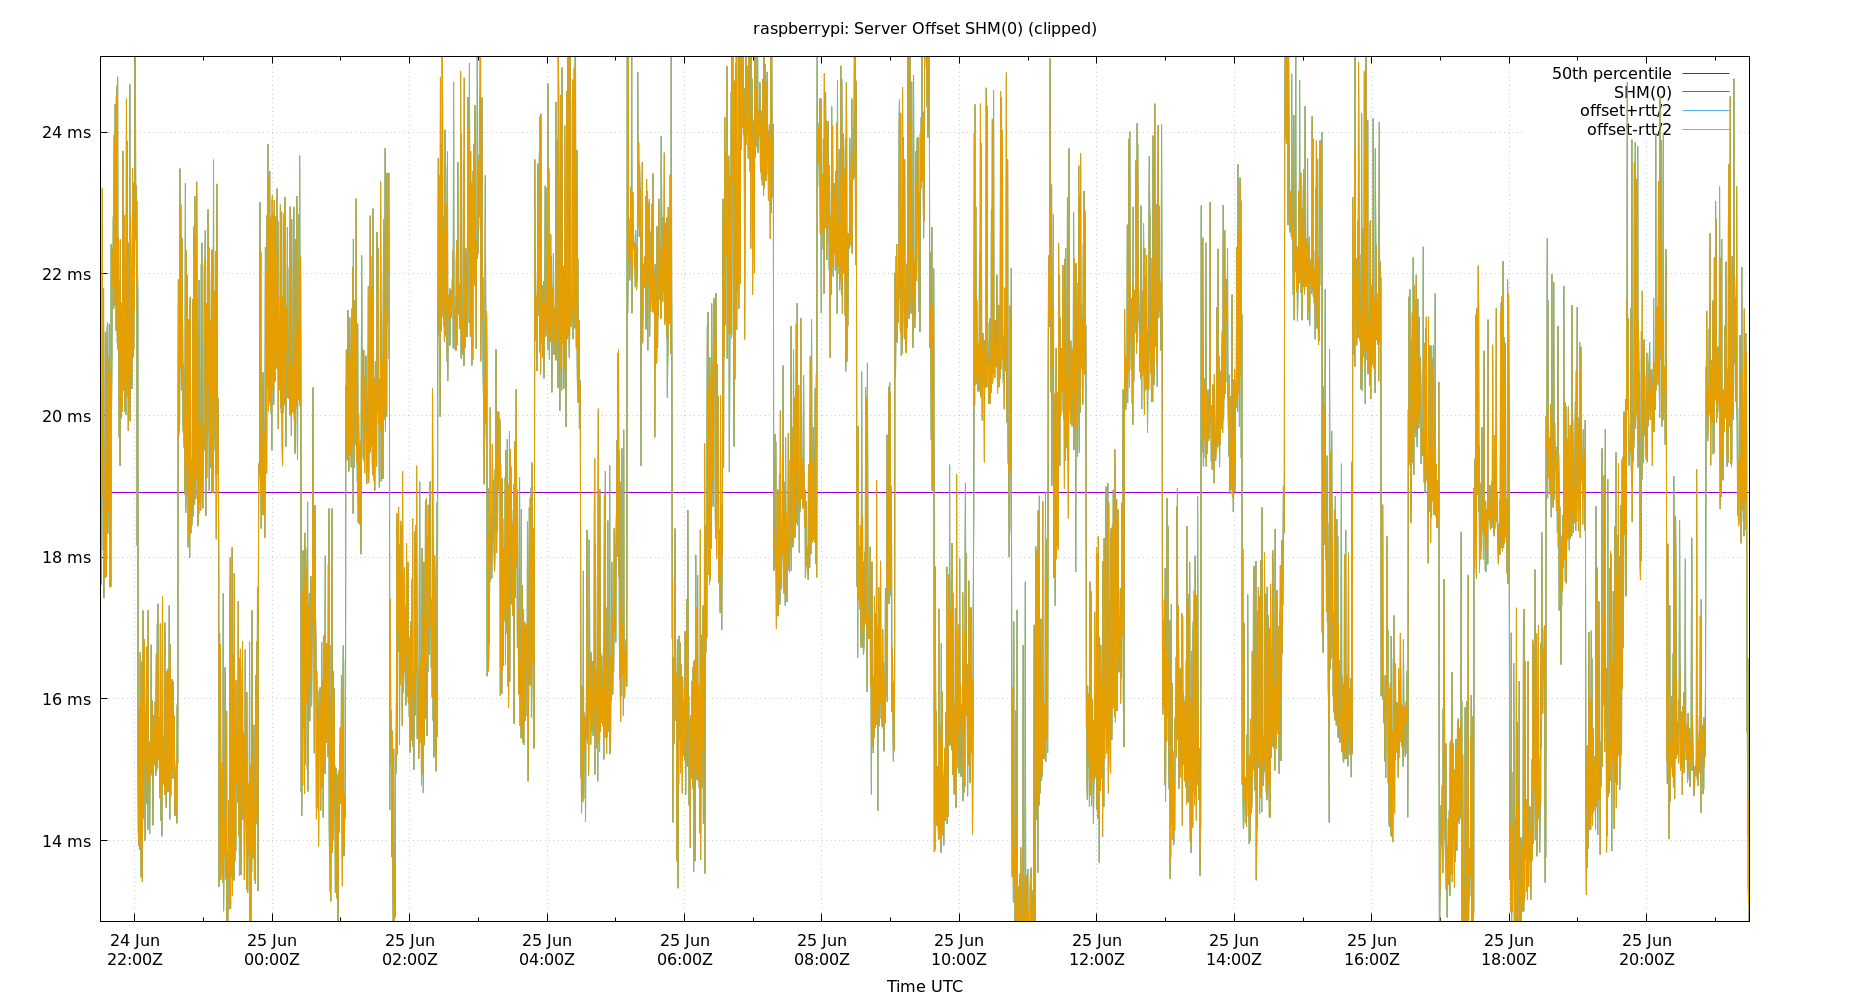 raspberrypi: Server Offset SHM(0) (clipped)
50th percentile
SHM(0)
offset+rtt/2
offset-rtt/2
24 ms
22 ms
20 ms
18 ms
16 ms
14 ms
24 Jun 25 Jun 25 Jun 25 Jun 25 Jun 25 Jun 25 Jun 25 Jun 25 Jun 25 Jun 25 Jun 25 Jun
22:00Z 00:00Z 02:00Z 04:00Z 06:00Z 08:00Z 10:00Z 12:00Z 14:00Z 16:00Z 18:00Z 20:00Z
Time UTC